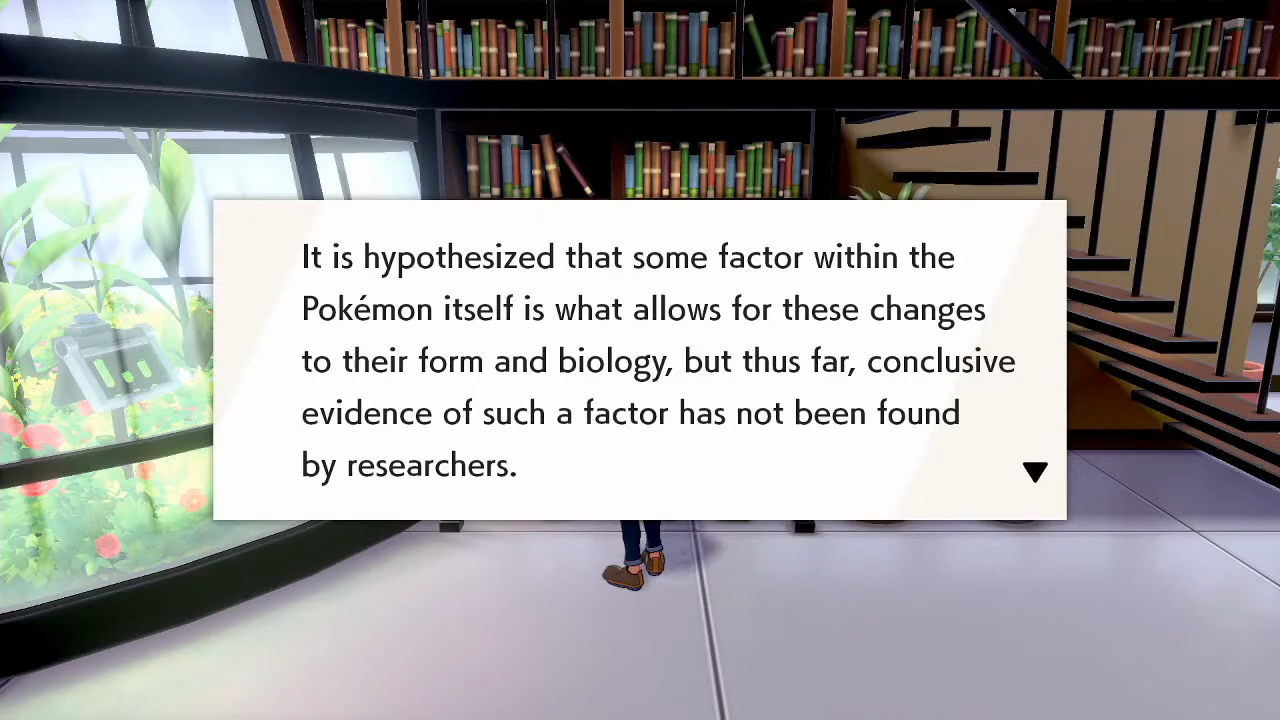 It is hypothesized that some factor within the
Pokémon itself is what allows for these changes
to their form and biology, but thus far, conclusive
evidence of such a factor has not been found
by researchers.